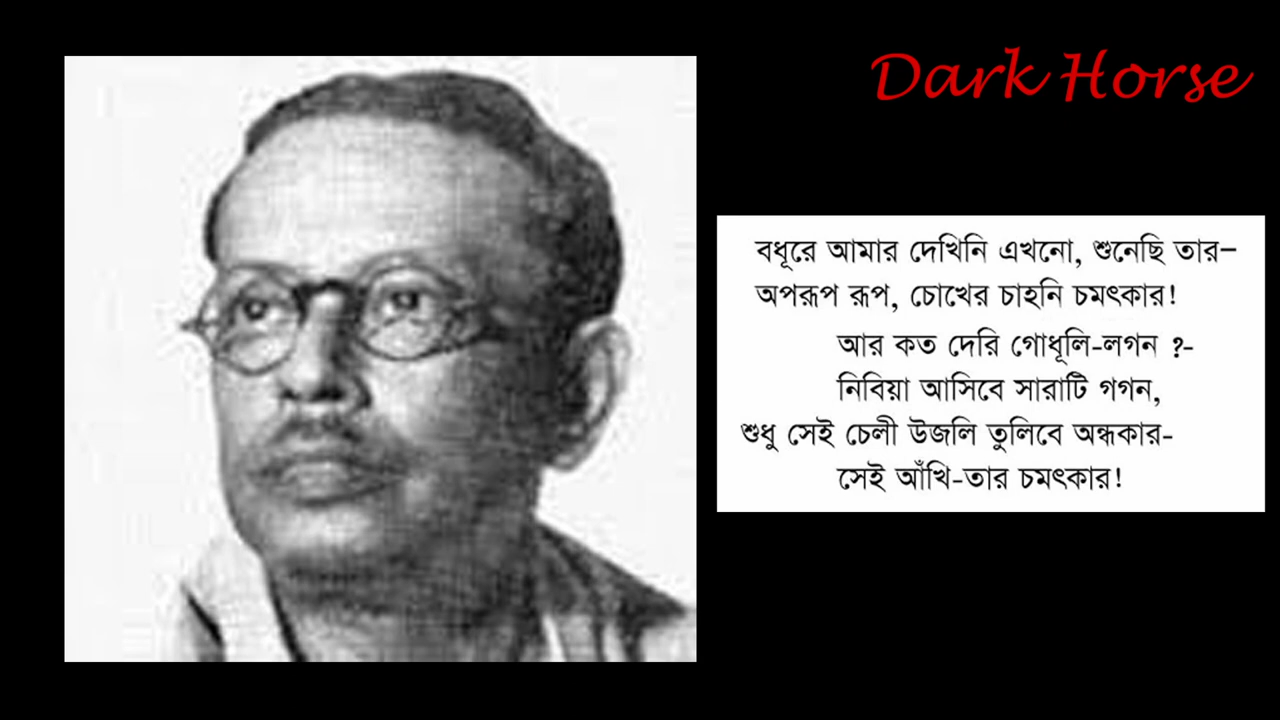 Dark Horse
বধূরে আমার দেখিনি এখনো, শুনেছি তার–
অপরূপ রূপ, চোখের চাহনি চমৎকার!
আর কত দেরি গোধূলি-লগন ?-
নিবিয়া আসিবে সারাটি গগন,
শুধু সেই চেলী উজলি তুলিবে অন্ধকার-
সেই আঁখি-তার চমৎকার!